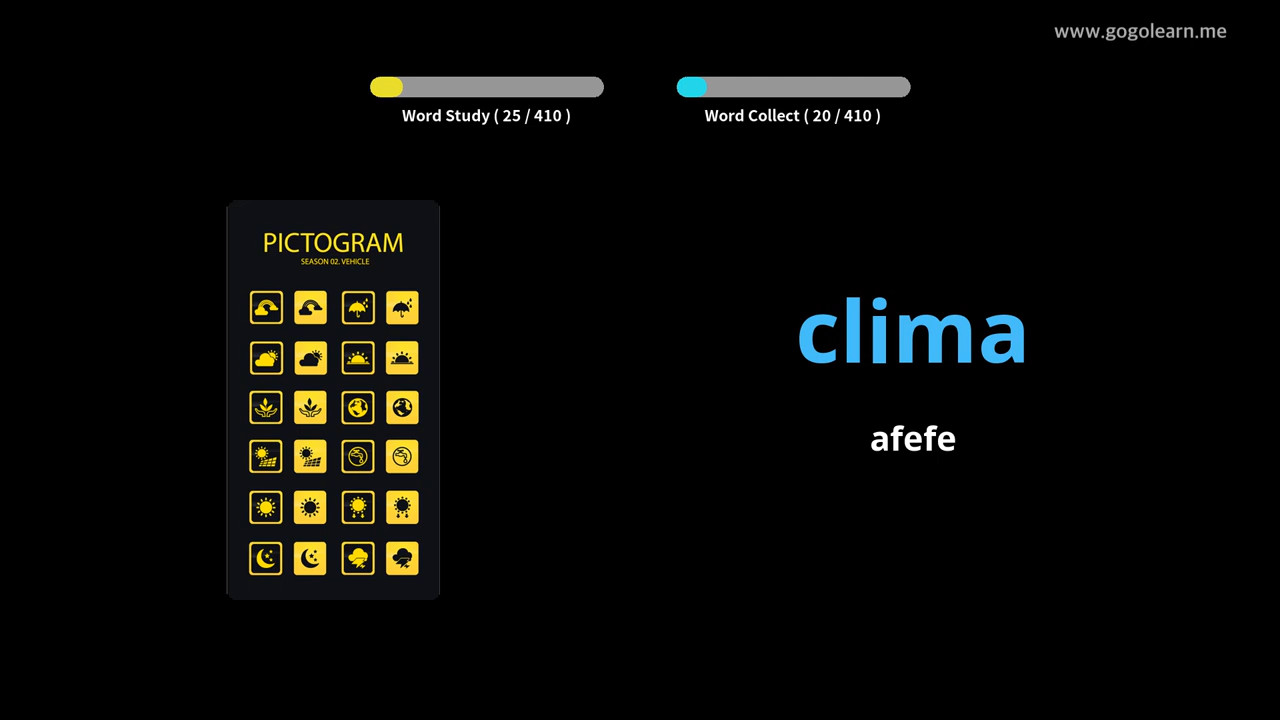 www.gogolearn.me
Word Study ( 25 / 410 )
Word Collect ( 20 / 410 )
PICTOGRAM
SEASON 02. VEHICLE
clima
afefe